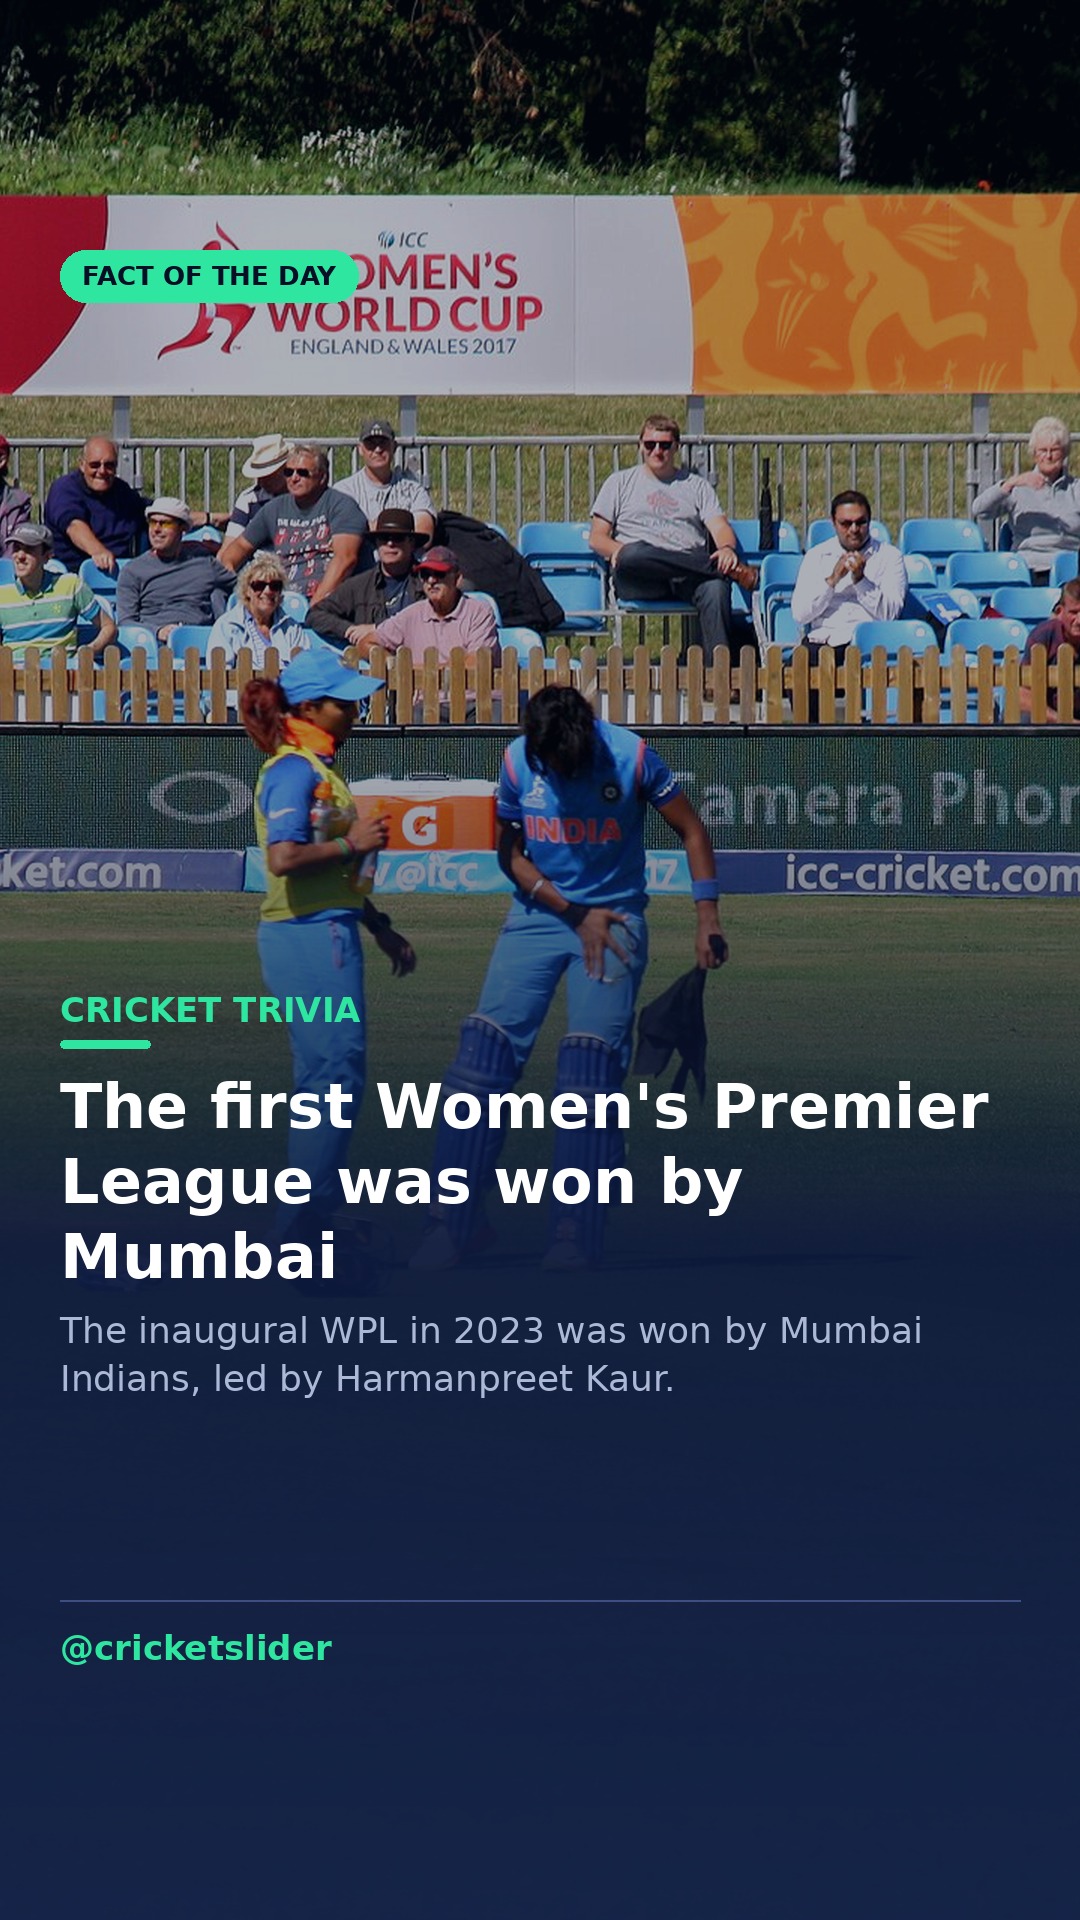 ICC
FACT OF THE DAY
OMEN'S
WORLD CUP
ENGLAND & WALES 2017
G
INDIA
amera Phon
ket.com
@icc
17
icc-cricket.com
CRICKET TRIVIA
The first Women's Premier
League was won by
Mumbai
The inaugural WPL in 2023 was won by Mumbai
Indians, led by Harmanpreet Kaur.
@cricketslider